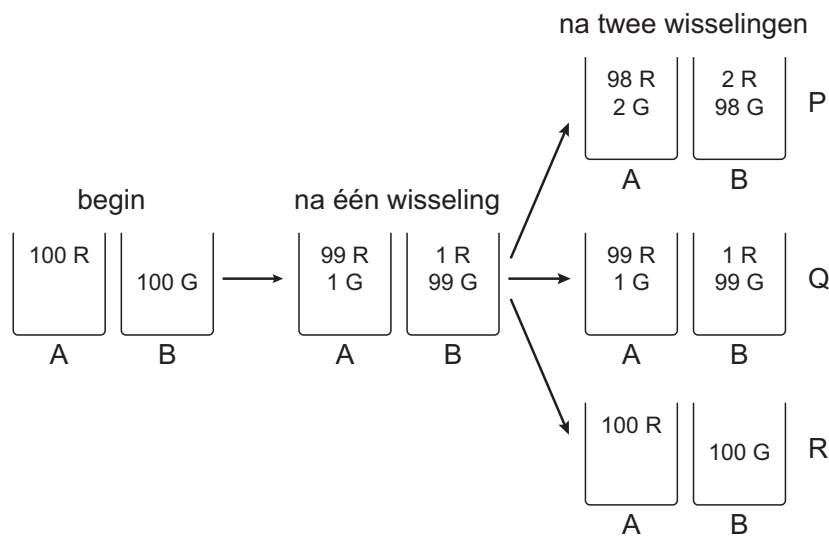 na twee wisselingen
98 R
2 G
A
2 R
98 G
B
P
begin
100 R
A
100 G
B
na één wisseling
99 R
1 G
A
1 R
99 G
B
99 R
1 G
A
1 R
99 G
B
Q
100 R
A
100 G
B
R